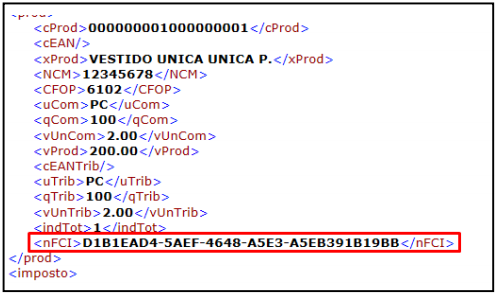 <prod>
<cProd>000000001000000001</cProd>
<cEAN/>
<xProd>VESTIDO UNICA UNICA P.</xProd>
<NCM>12345678</NCM>
<CFOP>6102</CFOP>
<uCom>PC</uCom>
<qCom>100</qCom>
<vUnCom>2.00</vUnCom>
<vProd>200.00</vProd>
<cEANTrib/>
<uTrib>PC</uTrib>
<qTrib>100</qTrib>
<vUnTrib>2.00</vUnTrib>
<indTot>1</indTot>
<nFCI>D1B1EAD4-5AEF-4648-A5E3-A5EB391B19BB</nFCI>
</prod>
<imposto>